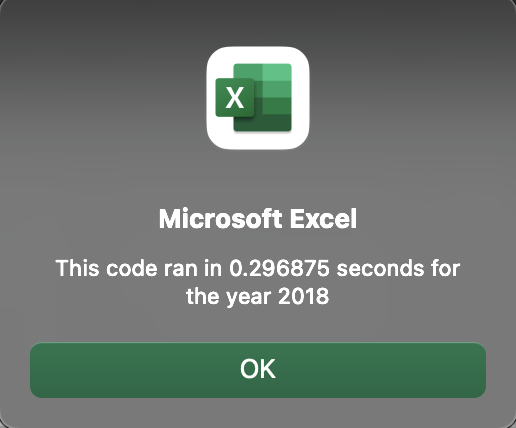 X
Microsoft Excel
This code ran in 0.296875 seconds for
the year 2018
OK